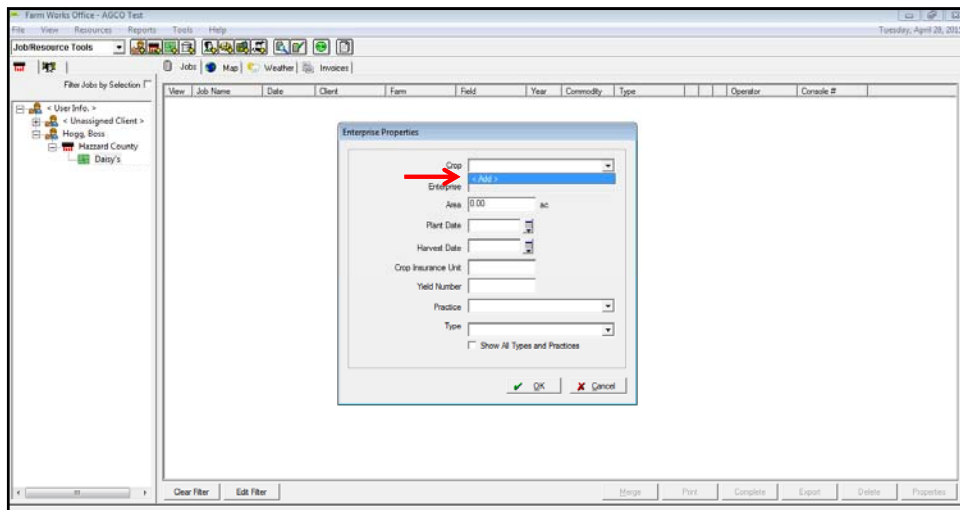 Farm Works Office - AGCO Test
File View Resources Reports Tools Help Tuesday, April 28, 201
Job/Resource Tools
Jobs Map Weather Invoices
Filter Jobs by Selection
View Job Name Date Client Farm Field Year Commodity Type Operator Console #
< User Info. >
< Unassigned Client >
Hogg, Boss
Hazzard County
Daisy's
Enterprise Properties
Crop
< Add >
Enterprise
Area 0.00 ac
Plant Date
Harvest Date
Crop Insurance Unit
Yield Number
Practice
Type
Show All Types and Practices
OK Cancel
Clear Filter Edit Filter Merge Print Complete Export Delete Properties